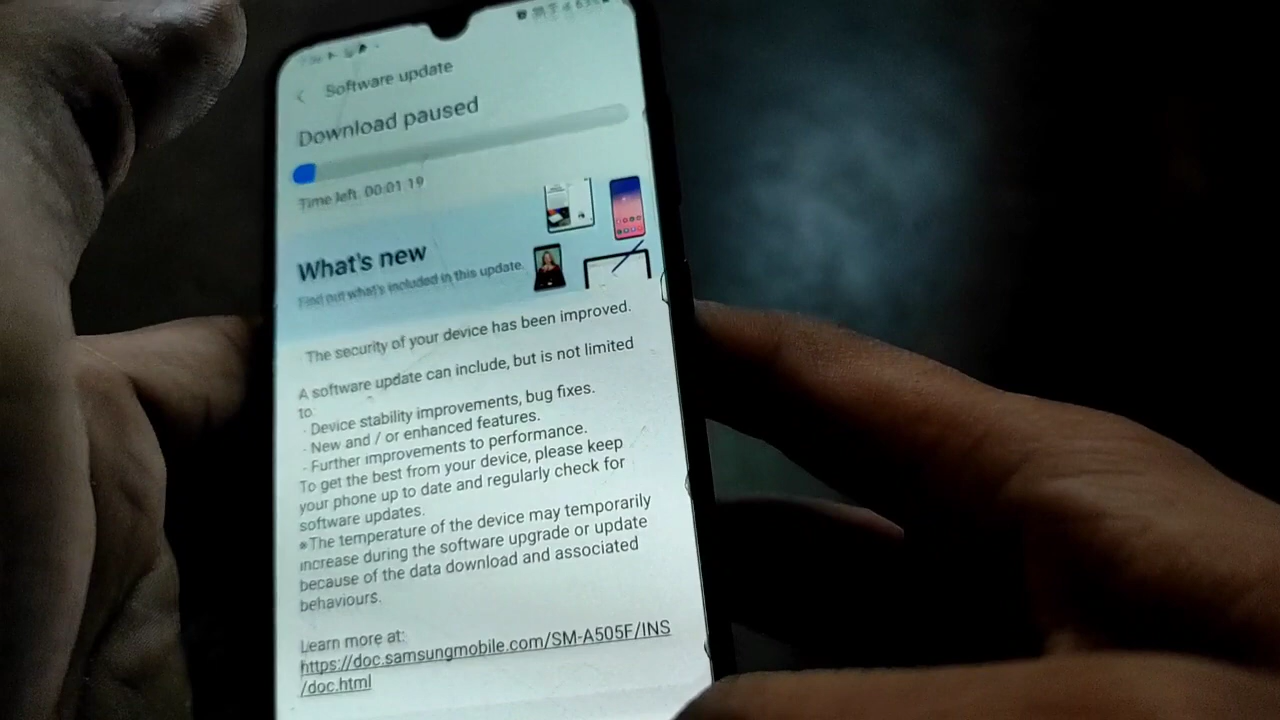 Software update
Download paused
Time left: 00:01:19
What's new
Find out what's included in this update.
The security of your device has been improved.
A software update can include, but is not limited
to:
· Device stability improvements, bug fixes.
· New and / or enhanced features.
· Further improvements to performance.
To get the best from your device, please keep
your phone up to date and regularly check for
software updates.
※The temperature of the device may temporarily
increase during the software upgrade or update
because of the data download and associated
behaviours.
Learn more at:
https://doc.samsungmobile.com/SM-A505F/INS
/doc.html